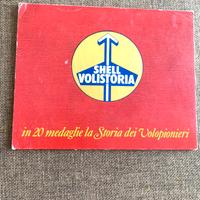 SHELL
VOLISTORIA
in 20 medaglie la Storia dei Volopionieri